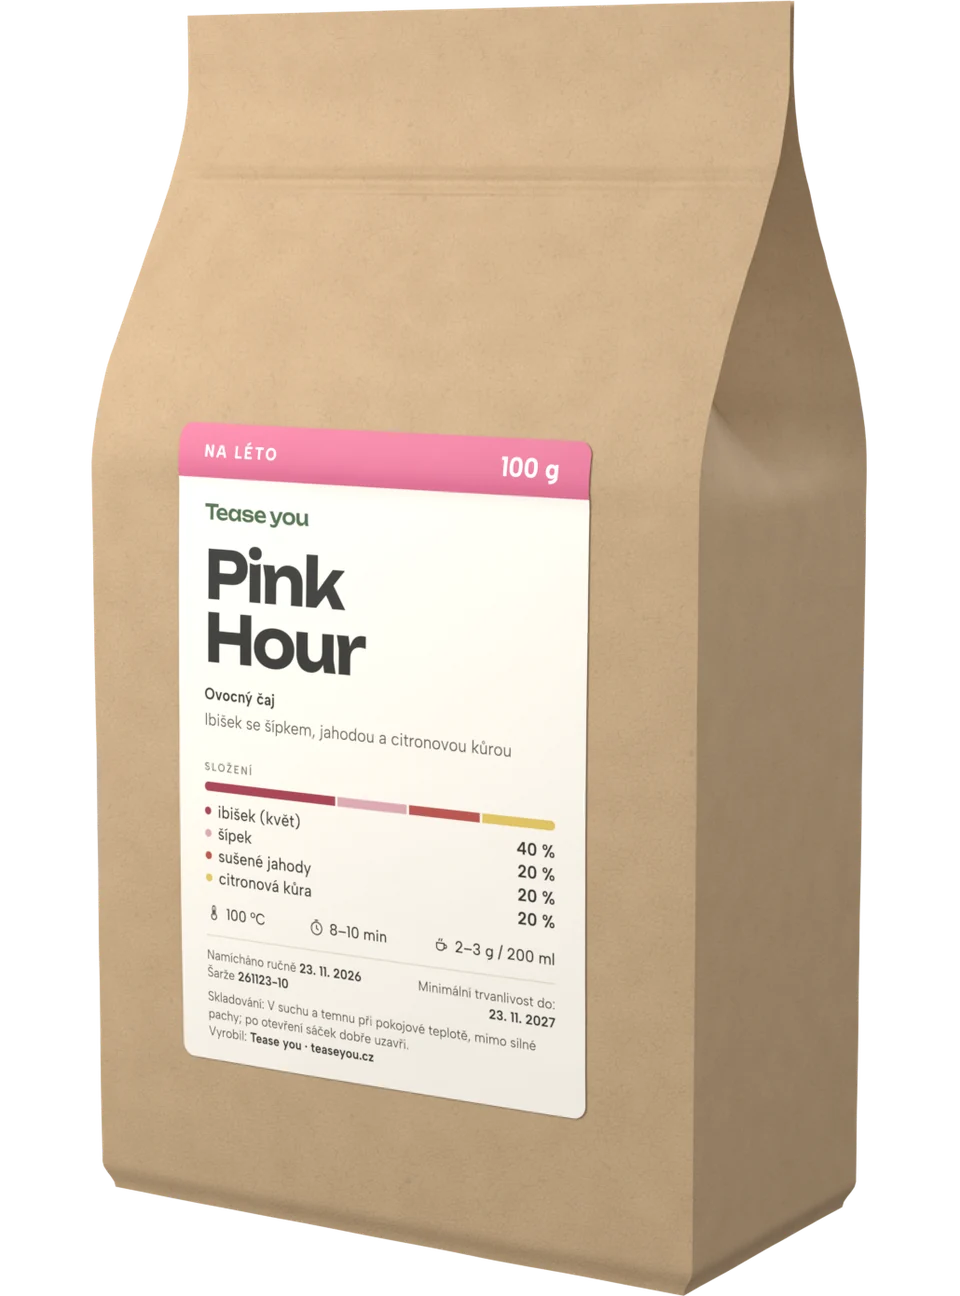 NA LÉTO
100 g
Tease you
Pink
Hour
Ovocný čaj
Ibišek se šípkem, jahodou a citronovou kůrou
SLOŽENÍ
ibišek (květ) 40 %
šípek 20 %
sušené jahody 20 %
citronová kůra 20 %
100 °C
8–10 min
2–3 g / 200 ml
Namícháno ručně 23. 11. 2026
Šarže 261123-10
Minimální trvanlivost do:
23. 11. 2027
Skladování: V suchu a temnu při pokojové teplotě, mimo silné
pachy; po otevření sáček dobře uzavři.
Vyrobil: Tease you · teaseyou.cz